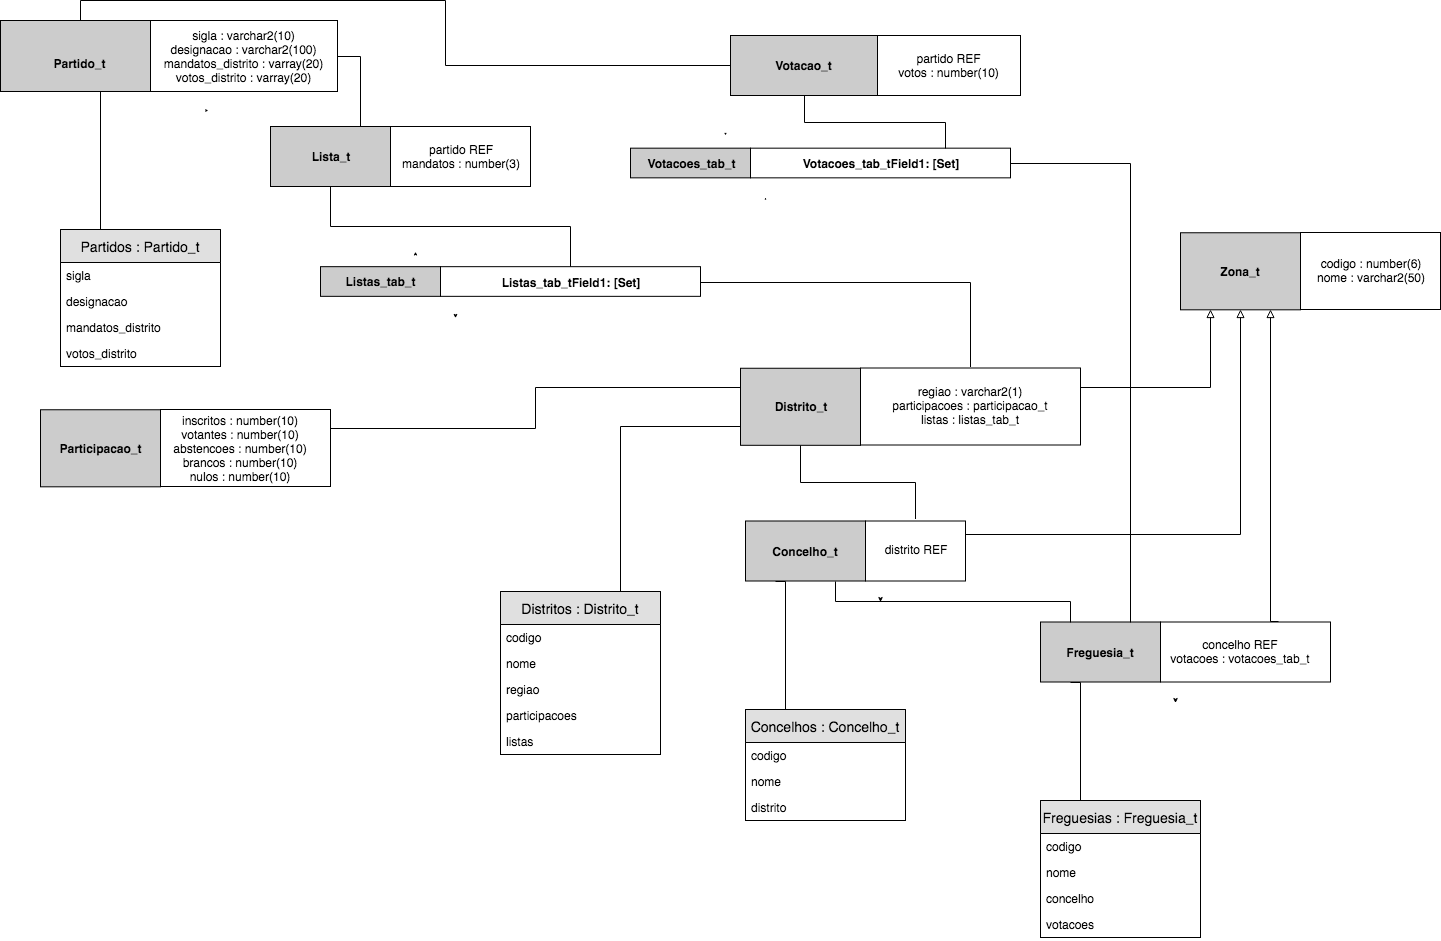 Partido_t
sigla : varchar2(10)
designacao : varchar2(100)
mandatos_distrito : varray(20)
votos_distrito : varray(20)
Votacao_t
partido REF
votos : number(10)
Lista_t
partido REF
mandatos : number(3)
Votacoes_tab_t
Votacoes_tab_tField1: [Set]
Partidos : Partido_t
sigla
designacao
mandatos_distrito
votos_distrito
Listas_tab_t
Listas_tab_tField1: [Set]
Zona_t
codigo : number(6)
nome : varchar2(50)
Distrito_t
regiao : varchar2(1)
participacoes : participacao_t
listas : listas_tab_t
Participacao_t
inscritos : number(10)
votantes : number(10)
abstencoes : number(10)
brancos : number(10)
nulos : number(10)
Concelho_t
distrito REF
Distritos : Distrito_t
codigo
nome
regiao
participacoes
listas
Freguesia_t
concelho REF
votacoes : votacoes_tab_t
Concelhos : Concelho_t
codigo
nome
distrito
Freguesias : Freguesia_t
codigo
nome
concelho
votacoes